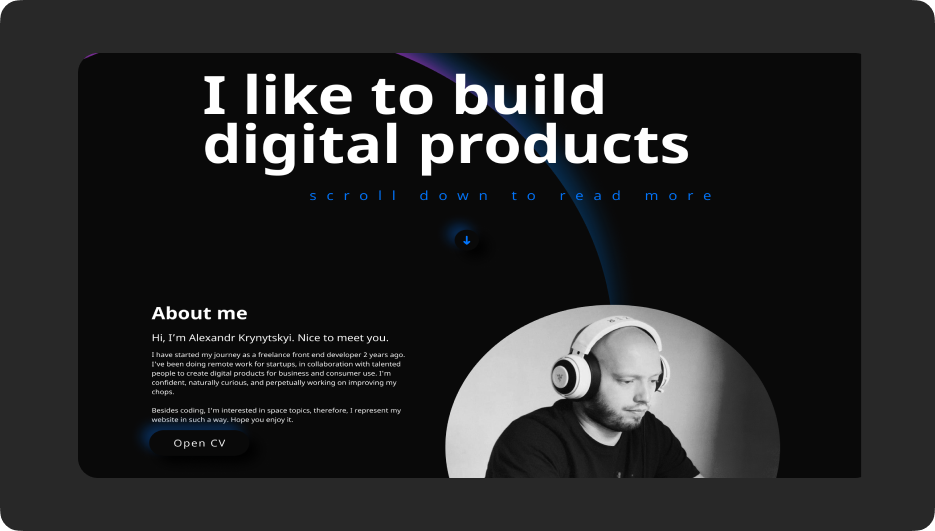 I like to build
digital products
scroll down to read more
About me
Hi, I'm Alexandr Krynytskyi. Nice to meet you.
I have started my journey as a freelance front end developer 2 years ago.
I've been doing remote work for startups, in collaboration with talented
people to create digital products for business and consumer use. I'm
confident, naturally curious, and perpetually working on improving my
chops.
Besides coding, I'm interested in space topics, therefore, I represent my
website in such a way. Hope you enjoy it.
Open CV